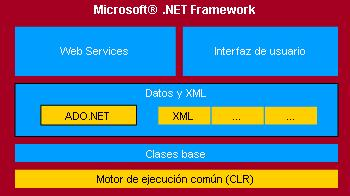 Microsoft® .NET Framework
Web Services
Interfaz de usuario
Datos y XML
ADO.NET
XML
...
...
Clases base
Motor de ejecución común (CLR)